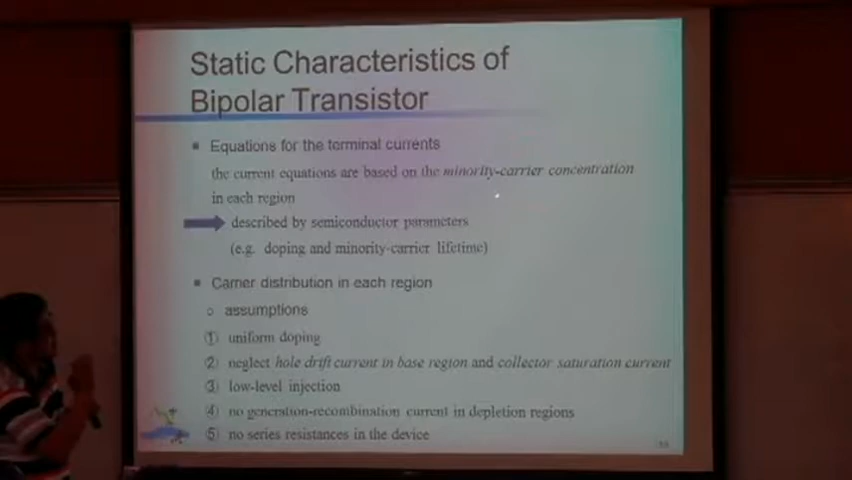 Static Characteristics of
Bipolar Transistor
Equations for the terminal currents
the current equations are based on the minority-carrier concentration
in each region
described by semiconductor parameters
(e.g. doping and minority-carrier lifetime)
Carrier distribution in each region
assumptions
① uniform doping
② neglect hole drift current in base region and collector saturation current
③ low-level injection
④ no generation-recombination current in depletion regions
⑤ no series resistances in the device